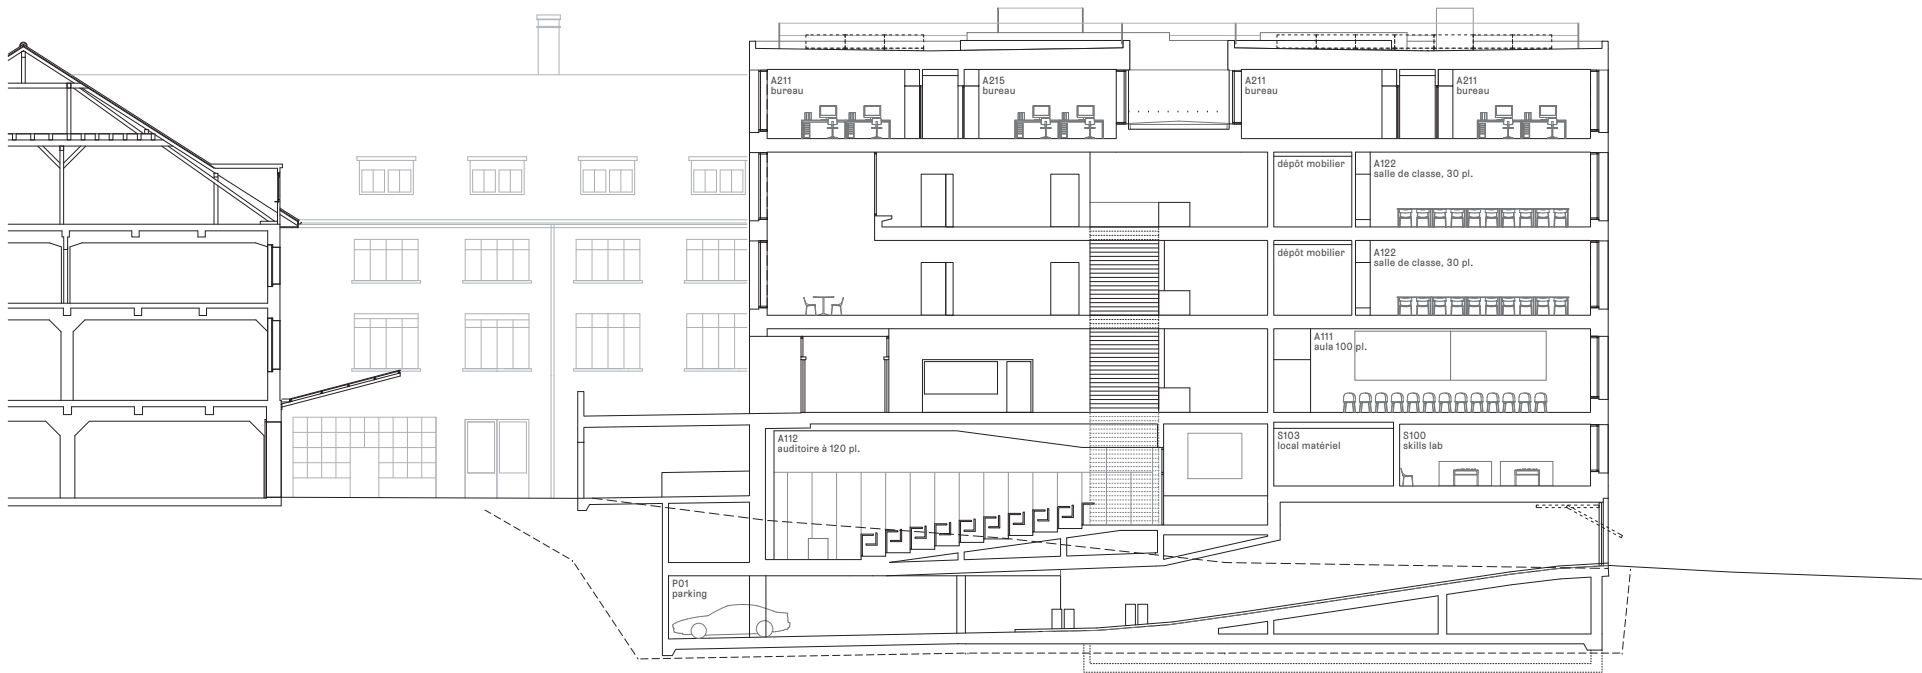 A211
bureau
A215
bureau
A211
bureau
A211
bureau
dépôt mobilier
A122
salle de classe, 30 pl.
dépôt mobilier
A122
salle de classe, 30 pl.
A111
aula 100 pl.
A112
auditoire à 120 pl.
S103
local matériel
S100
skills lab
P01
parking